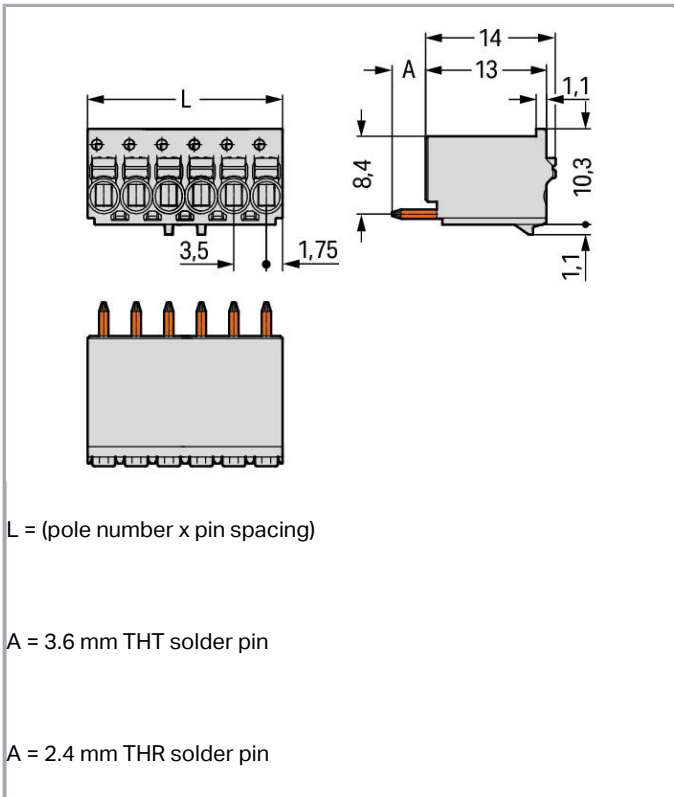 14
A
13
1,1
L
8,4
10,3
3,5
1,75
1,1
L = (pole number x pin spacing)
A = 3.6 mm THT solder pin
A = 2.4 mm THR solder pin